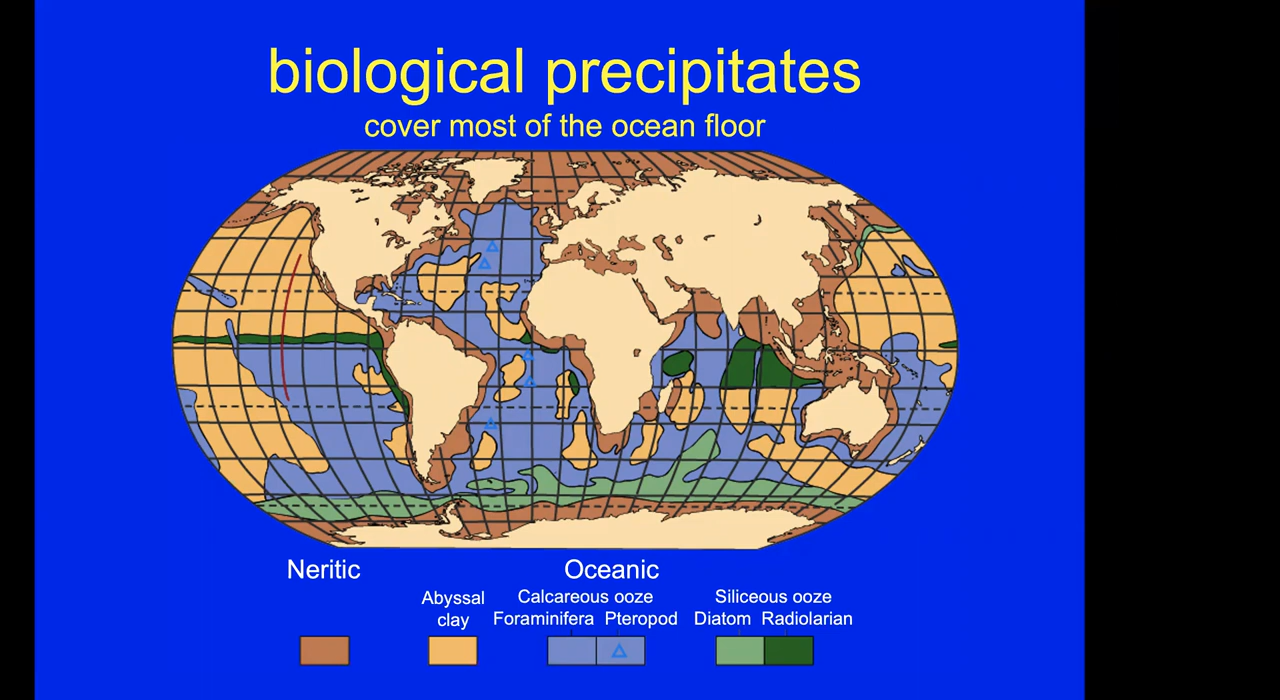 biological precipitates
cover most of the ocean floor
Neritic
Oceanic
Abyssal
clay
Calcareous ooze
Foraminifera Pteropod
Siliceous ooze
Diatom Radiolarian